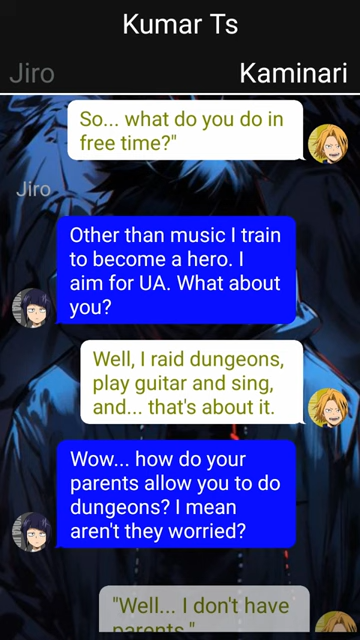 Kumar Ts
Jiro
Kaminari
So... what do you do in
free time?"
Jiro
Other than music I train
to become a hero. I
aim for UA. What about
you?
Well, I raid dungeons,
play guitar and sing,
and... that's about it.
Wow... how do your
parents allow you to do
dungeons? I mean
aren't they worried?
"Well... I don't have
parents."